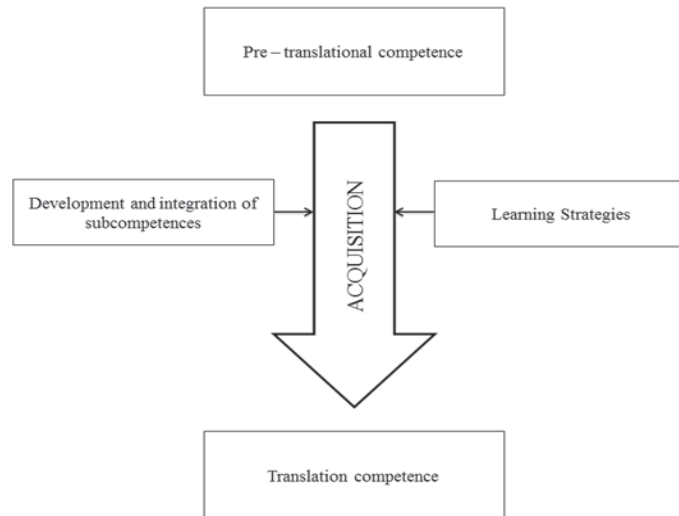 Pre – translational competence
Development and integration of
subcompetences
ACQUISITION
Learning Strategies
Translation competence